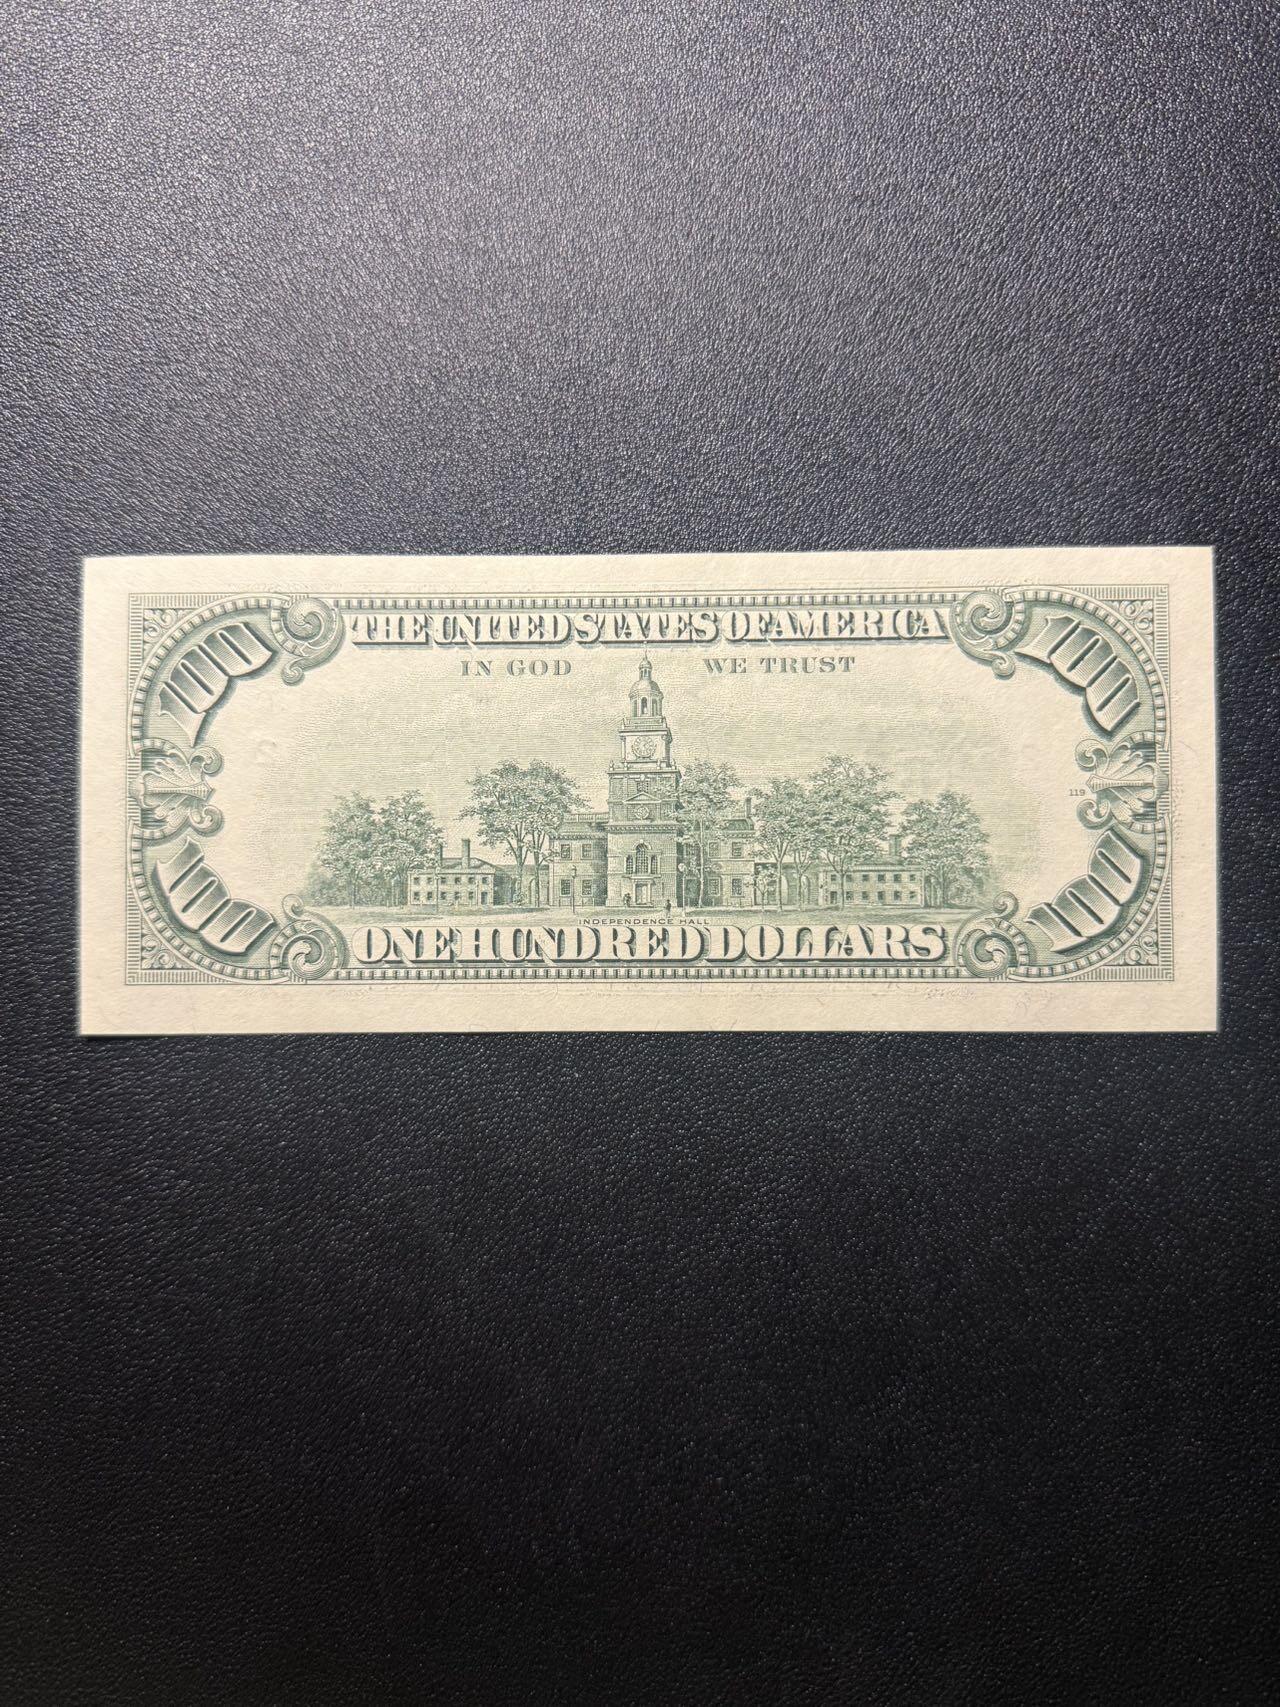 100 THE UNITED STATES OF AMERICA 100
IN GOD WE TRUST
119
INDEPENDENCE HALL
100 ONE HUNDRED DOLLARS 100